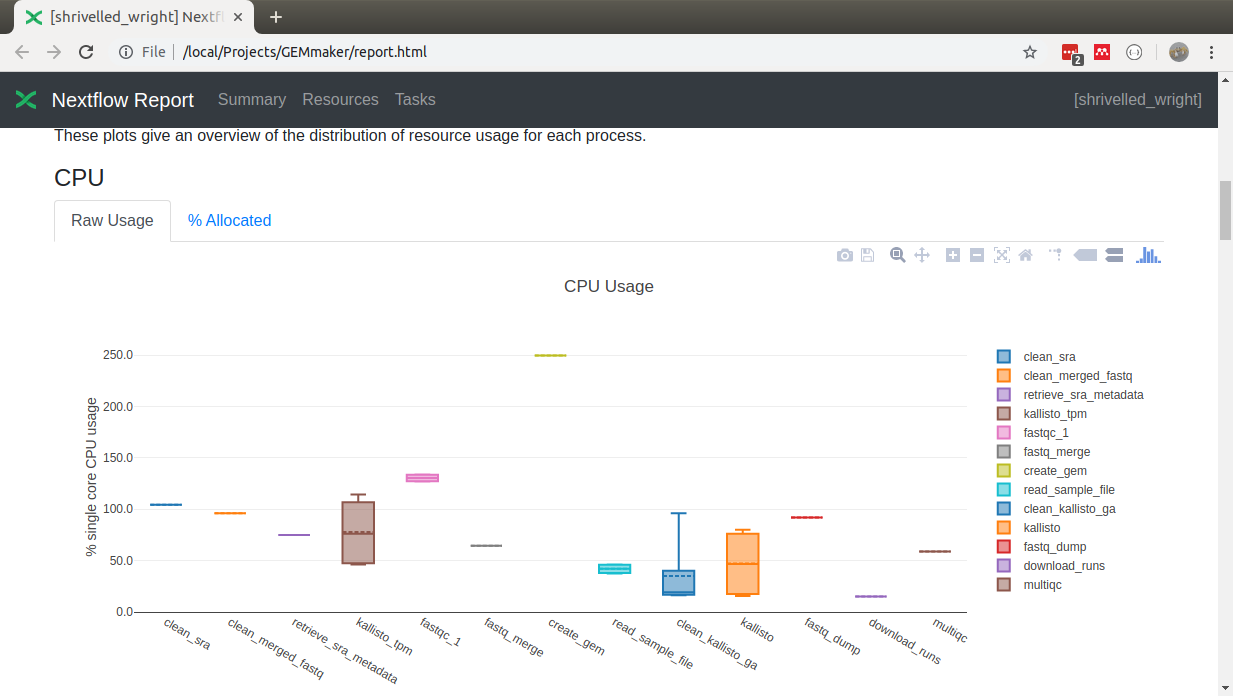 [shrivelled_wright] Nextfl
File /local/Projects/GEMmaker/report.html
2
Nextflow Report Summary Resources Tasks [shrivelled_wright]
These plots give an overview of the distribution of resource usage for each process.
CPU
Raw Usage % Allocated
CPU Usage
% single core CPU usage
250.0
200.0
150.0
100.0
50.0
0.0
clean_sra
clean_merged_fastq
retrieve_sra_metadata
kallisto_tpm
fastqc_1
fastq_merge
create_gem
read_sample_file
clean_kallisto_ga
kallisto
fastq_dump
download_runs
multiqc
clean_sra
clean_merged_fastq
retrieve_sra_metadata
kallisto_tpm
fastqc_1
fastq_merge
create_gem
read_sample_file
clean_kallisto_ga
kallisto
fastq_dump
download_runs
multiqc